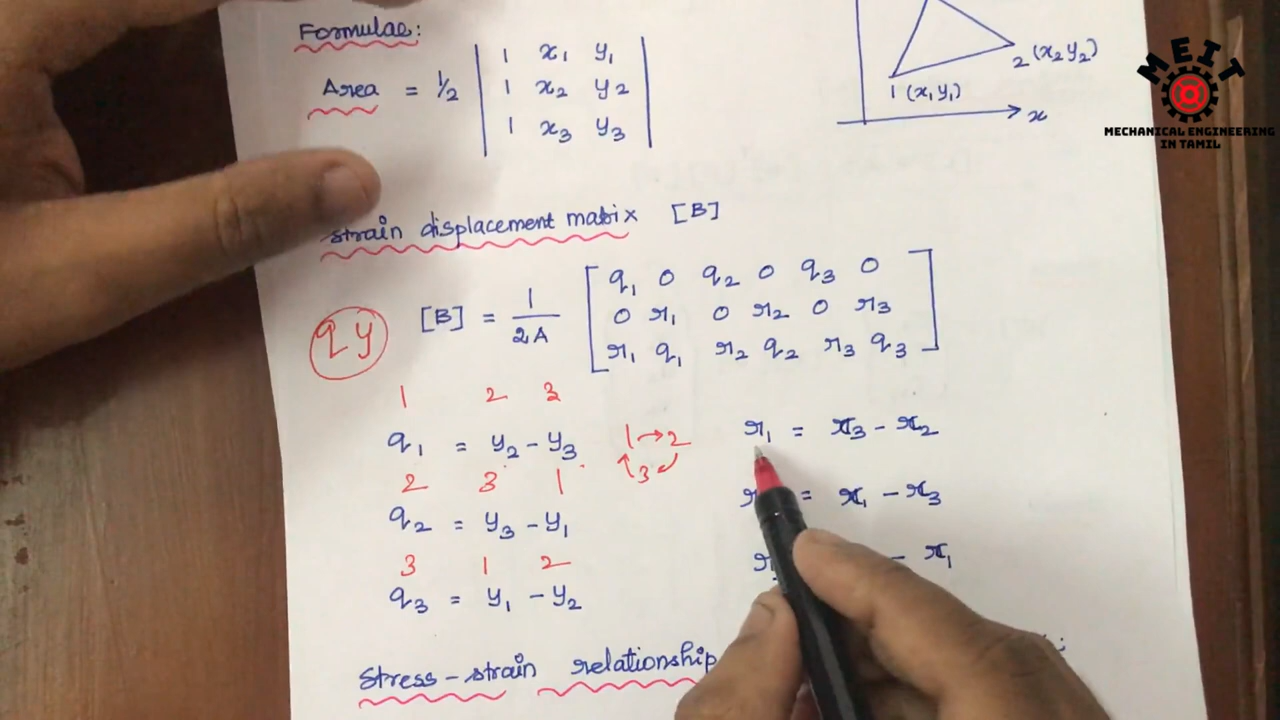 Formulae:
Area = 1/2 | 1 x₁ y₁ |
| 1 x₂ y₂ |
| 1 x₃ y₃ |
2 (x₂ y₂)
1 (x₁ y₁)
x
MEIT
MECHANICAL ENGINEERING
IN TAMIL
strain displacement matix [B]
[B] = 1/2A [ q₁ 0 q₂ 0 q₃ 0
0 r₁ 0 r₂ 0 r₃
r₁ q₁ r₂ q₂ r₃ q₃ ]
q y
1 2 3
q₁ = y₂ - y₃
1 → 2
3
r₁ = x₃ - x₂
2 3 1
q₂ = y₃ - y₁
r = x₁ - x₃
3 1 2
q₃ = y₁ - y₂
r - x₁
Stress - strain relationship